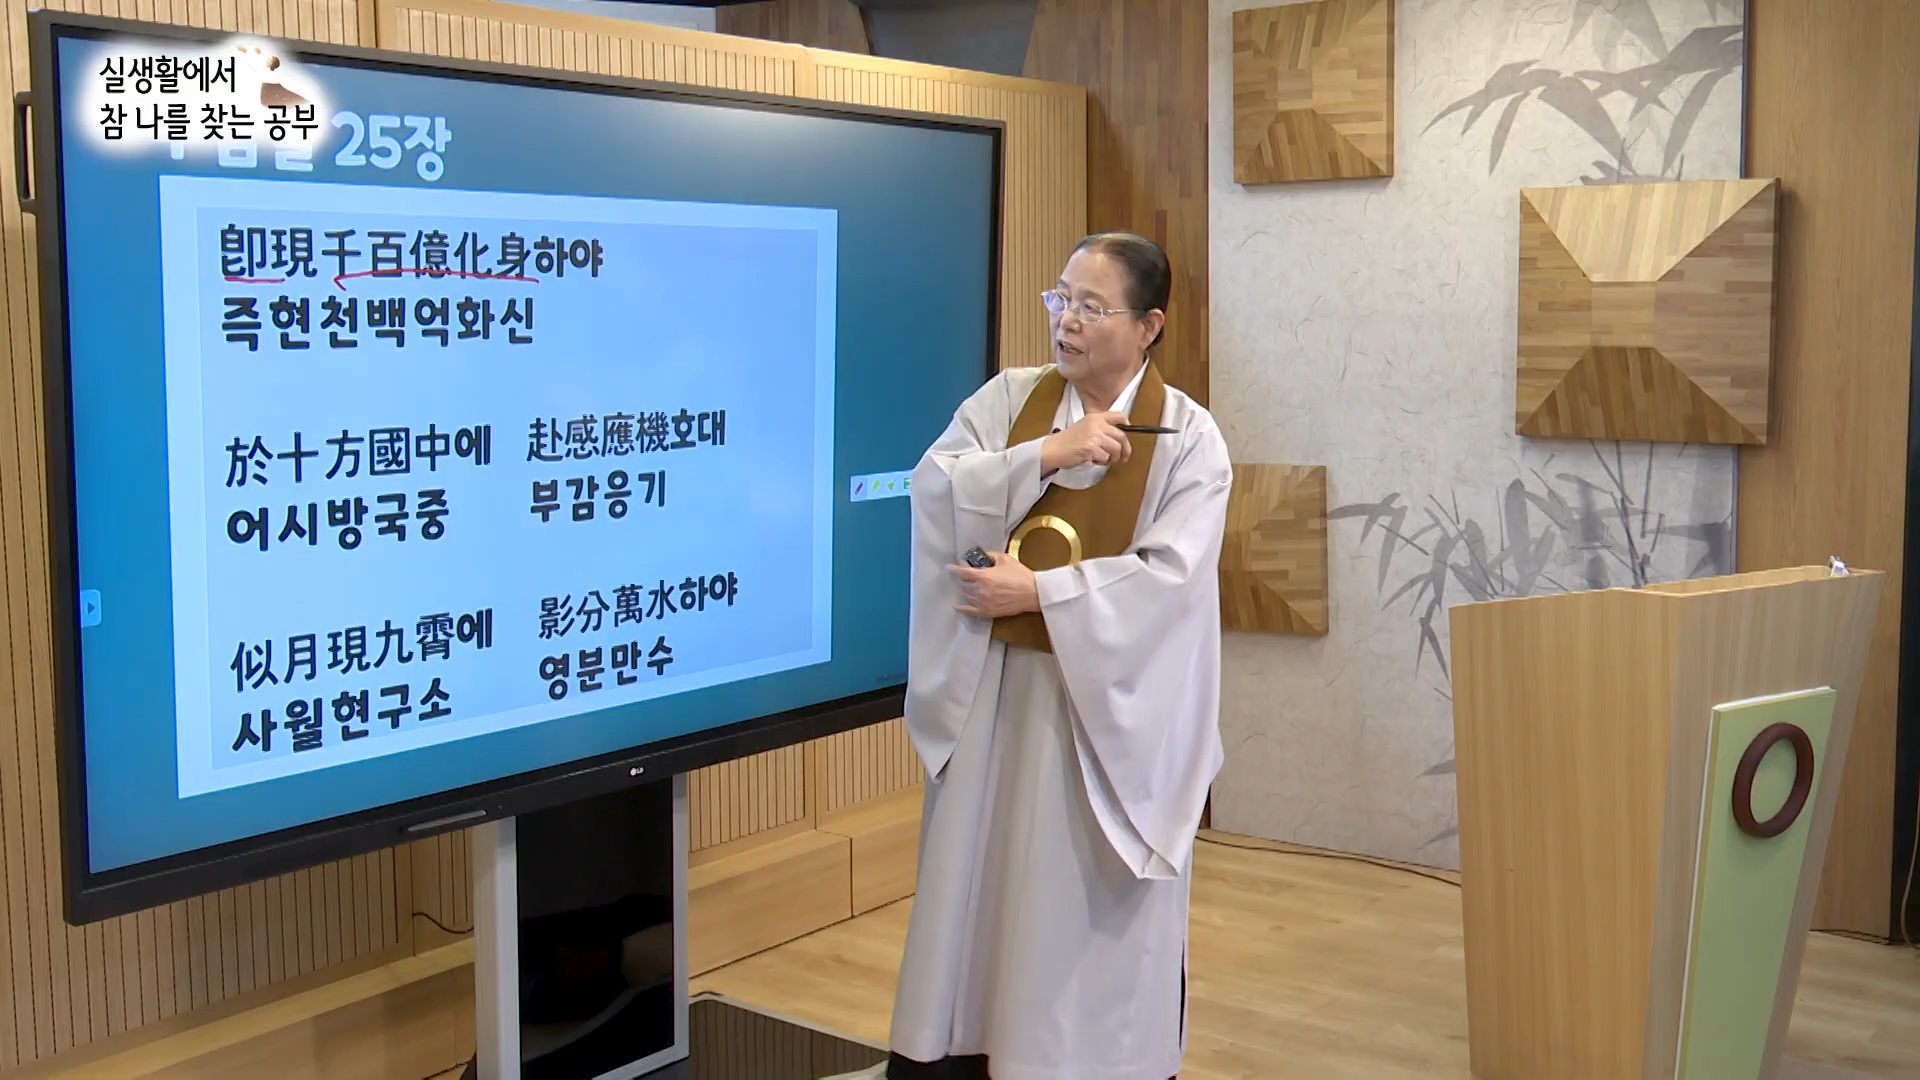 실생활에서
참 나를 찾는 공부
25장
卽現千百億化身하야
즉현천백억화신
於十方國中에 赴感應機호대
어시방국중 부감응기
似月現九霄에 影分萬水하야
사월현구소 영분만수
LG